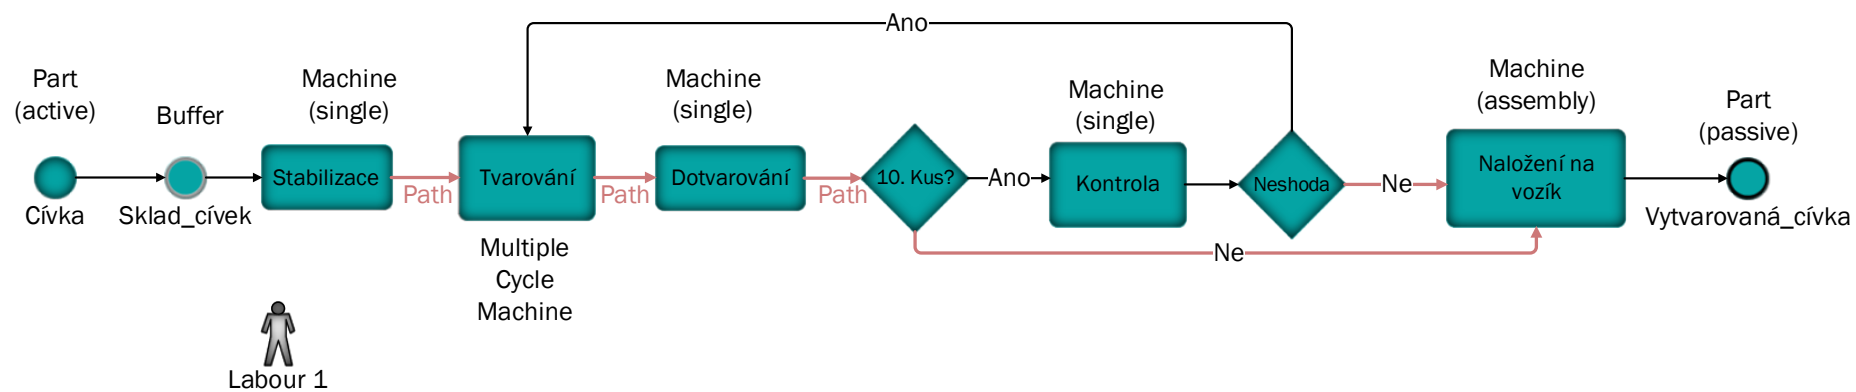 Ano
Part
(active)
Buffer
Machine
(single)
Machine
(single)
Machine
(single)
Machine
(assembly)
Part
(passive)
Cívka
Sklad_cívek
Stabilizace
Path
Tvarování
Path
Dotvarování
Path
10. Kus?
Ano
Kontrola
Neshoda
Ne
Naložení na
vozík
Vytvarovaná_cívka
Multiple
Cycle
Machine
Ne
Labour 1